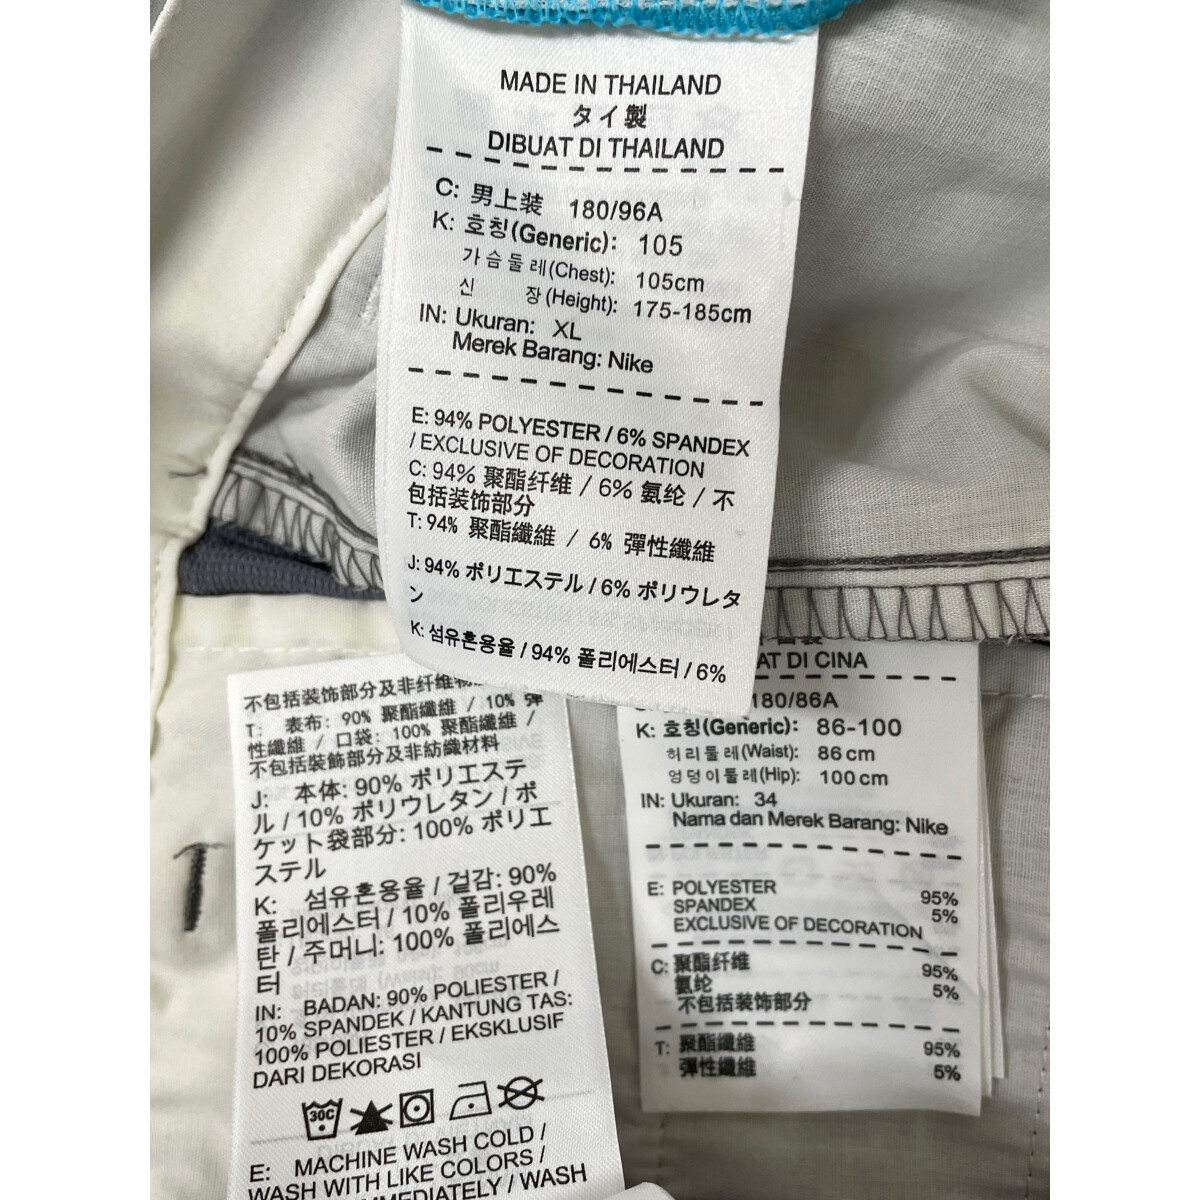 MADE IN THAILAND
タイ製
DIBUAT DI THAILAND
C: 男上装 180/96A
K: 호칭(Generic): 105
가슴둘레(Chest): 105cm
신 장(Height): 175-185cm
IN: Ukuran: XL
Merek Barang: Nike
E: 94% POLYESTER / 6% SPANDEX
/ EXCLUSIVE OF DECORATION
C: 94% 聚酯纤维 / 6% 氨纶 / 不
包括装饰部分
T: 94% 聚酯纖維 / 6% 彈性纖維
J: 94% ポリエステル / 6% ポリウレタ
ン
K: 섬유혼용율 / 94% 폴리에스터 / 6%
不包括装饰部分及非纤维物
T: 表布: 90% 聚酯纖維 / 10% 彈
性纖維 / 口袋: 100% 聚酯纖維 /
不包括裝飾部分及非紡織材料
J: 本体: 90% ポリエステ
ル / 10% ポリウレタン / ポ
ケット袋部分: 100% ポリエ
ステル
K: 섬유혼용율 / 겉감: 90%
폴리에스터 / 10% 폴리우레
탄 / 주머니: 100% 폴리에스
터
IN: BADAN: 90% POLIESTER /
10% SPANDEK / KANTUNG TAS:
100% POLIESTER / EKSKLUSIF
DARI DEKORASI
30C
E: MACHINE WASH COLD /
WASH WITH LIKE COLORS /
/ WASH
AT DI CINA
180/86A
K: 호칭(Generic): 86-100
허리둘레(Waist): 86 cm
엉덩이둘레(Hip): 100 cm
IN: Ukuran: 34
Nama dan Merek Barang: Nike
E: POLYESTER 95%
SPANDEX 5%
EXCLUSIVE OF DECORATION
C: 聚酯纤维 95%
氨纶 5%
不包括装饰部分
T: 聚酯纖維 95%
彈性纖維 5%